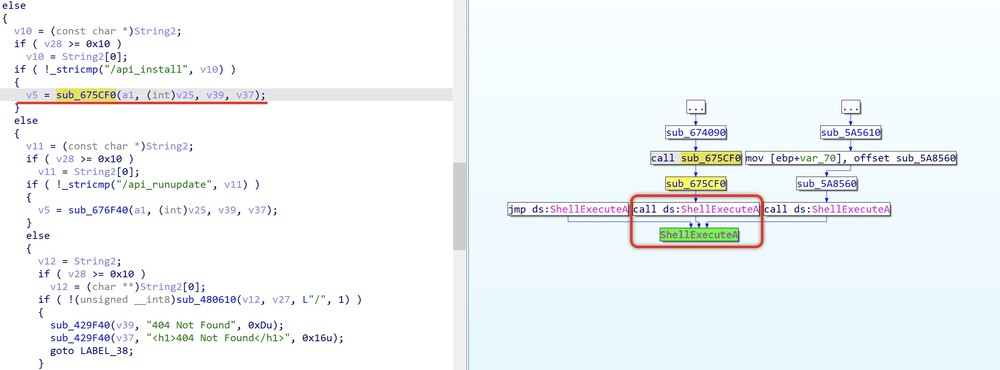 else
{
v10 = (const char *)String2;
if ( v28 >= 0x10 )
v10 = String2[0];
if ( !_stricmp("/api_install", v10) )
{
v5 = sub_675CF0(a1, (int)v25, v39, v37);
}
else
{
v11 = (const char *)String2;
if ( v28 >= 0x10 )
v11 = String2[0];
if ( !_stricmp("/api_runupdate", v11) )
{
v5 = sub_676F40(a1, (int)v25, v39, v37);
}
else
{
v12 = String2;
if ( v28 >= 0x10 )
v12 = (char **)String2[0];
if ( !(unsigned __int8)sub_480610(v12, v27, L"/", 1) )
{
sub_429F40(v39, "404 Not Found", 0xDu);
sub_429F40(v37, "<h1>404 Not Found</h1>", 0x16u);
goto LABEL_38;
}
...
...
sub_674090
sub_5A5610
call sub_675CF0
mov [ebp+var_70], offset sub_5A8560
sub_675CF0
sub_5A8560
jmp ds:ShellExecuteA
call ds:ShellExecuteA
call ds:ShellExecuteA
ShellExecuteA